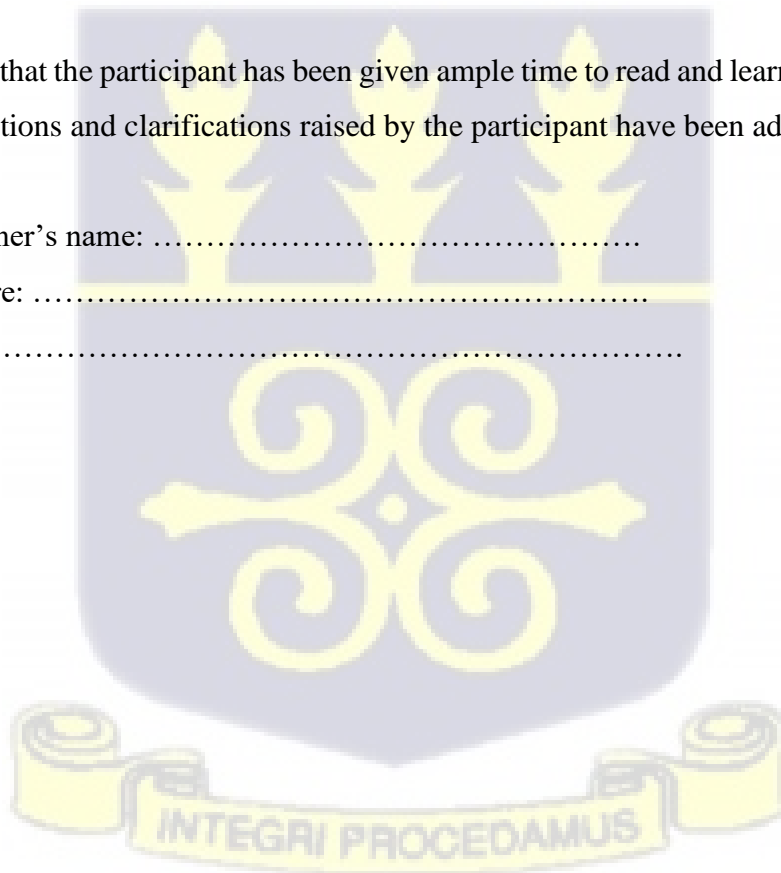 that the participant has been given ample time to read and learn
tions and clarifications raised by the participant have been ad
her's name: ……………………………………….
re: ………………………………………………….
……………………………………………………….
INTEGRI PROCEDAMUS